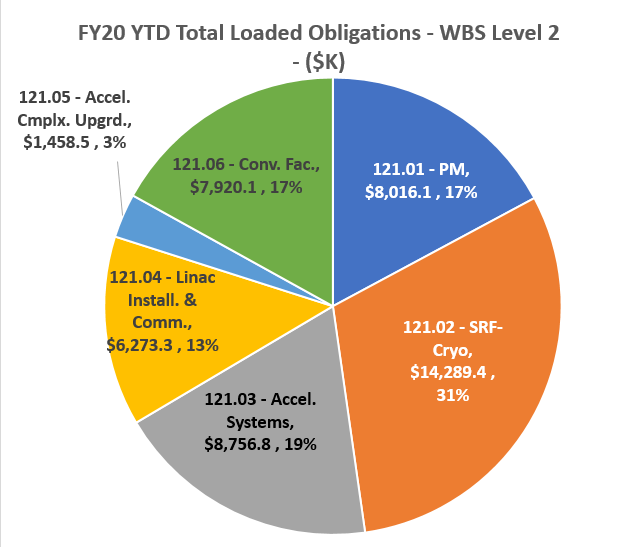 FY20 YTD Total Loaded Obligations - WBS Level 2
- ($K)
121.05 - Accel.
Cmplx. Upgrd.,
$1,458.5 , 3%
121.06 - Conv. Fac.,
$7,920.1 , 17%
121.01 - PM,
$8,016.1 , 17%
121.04 - Linac
Install. &
Comm.,
$6,273.3 , 13%
121.02 - SRF-
Cryo,
$14,289.4 ,
31%
121.03 - Accel.
Systems,
$8,756.8 , 19%